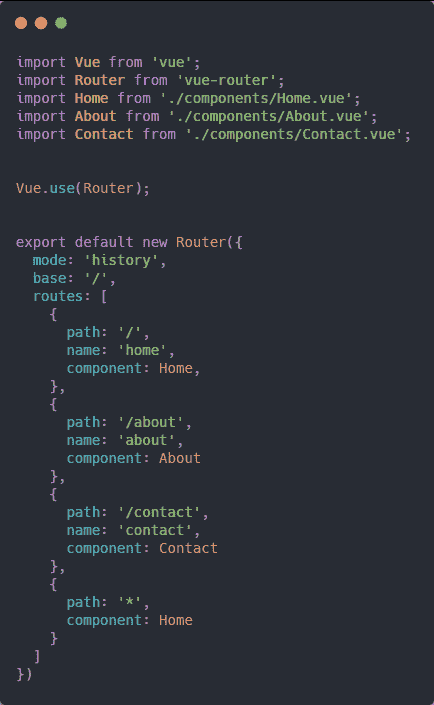 import Vue from 'vue';
import Router from 'vue-router';
import Home from './components/Home.vue';
import About from './components/About.vue';
import Contact from './components/Contact.vue';
Vue.use(Router);
export default new Router({
  mode: 'history',
  base: '/',
  routes: [
    {
      path: '/',
      name: 'home',
      component: Home,
    },
    {
      path: '/about',
      name: 'about',
      component: About
    },
    {
      path: '/contact',
      name: 'contact',
      component: Contact
    },
    {
      path: '*',
      component: Home
    }
  ]
})